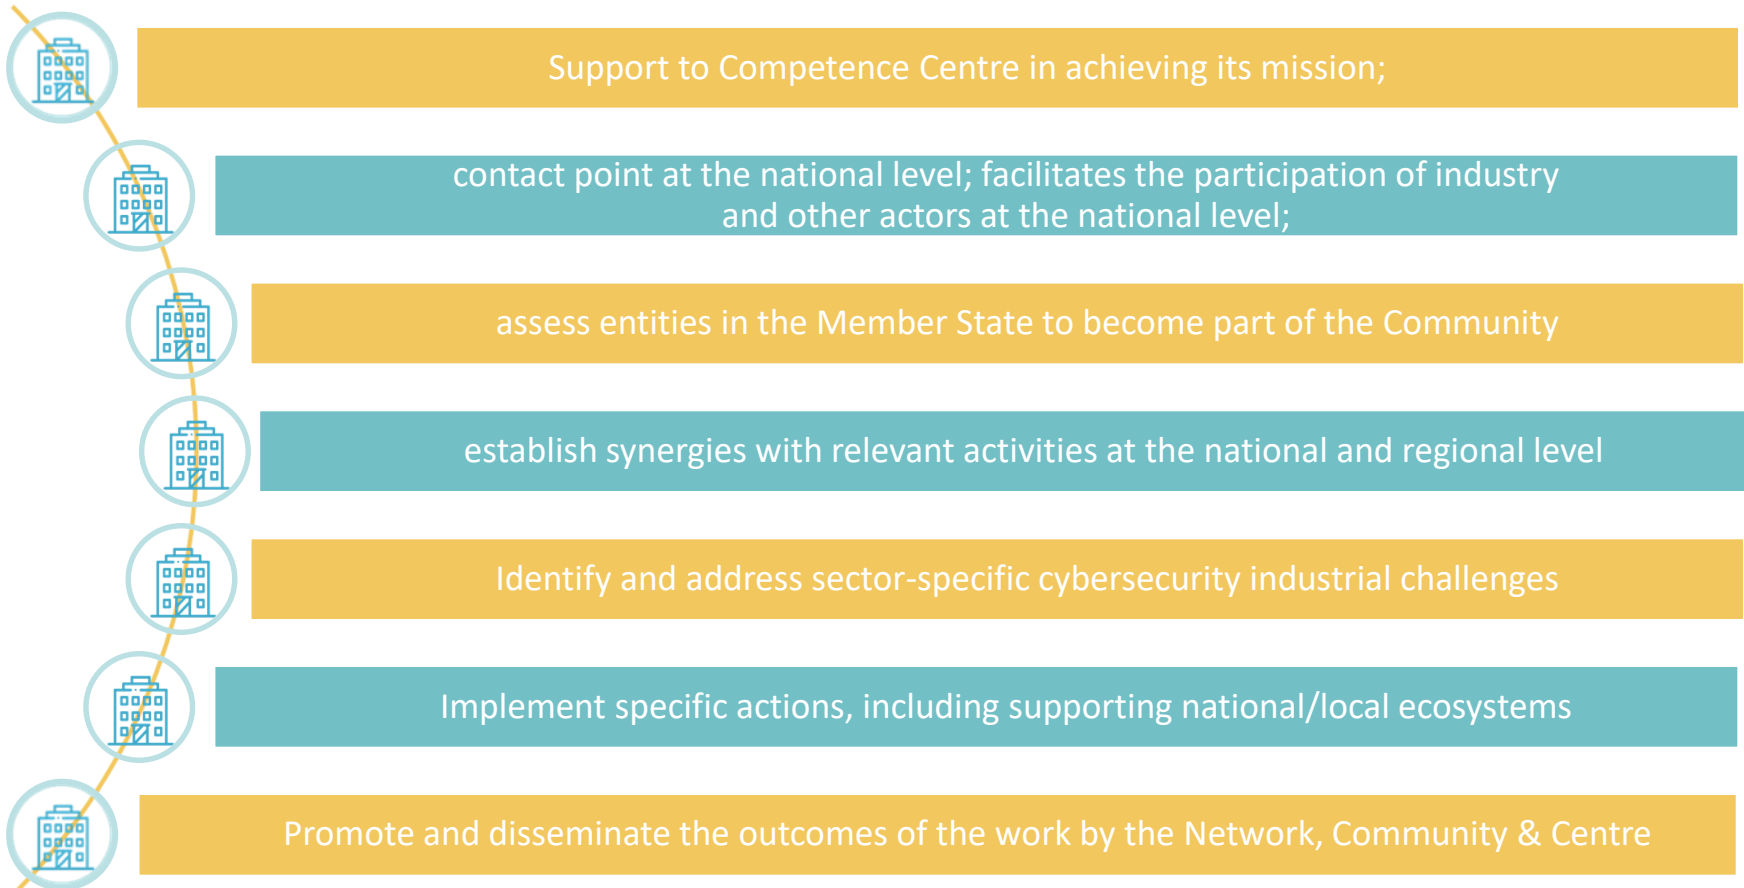 Support to Competence Centre in achieving its mission;
contact point at the national level; facilitates the participation of industry
and other actors at the national level;
assess entities in the Member State to become part of the Community
establish synergies with relevant activities at the national and regional level
Identify and address sector-specific cybersecurity industrial challenges
Implement specific actions, including supporting national/local ecosystems
Promote and disseminate the outcomes of the work by the Network, Community & Centre